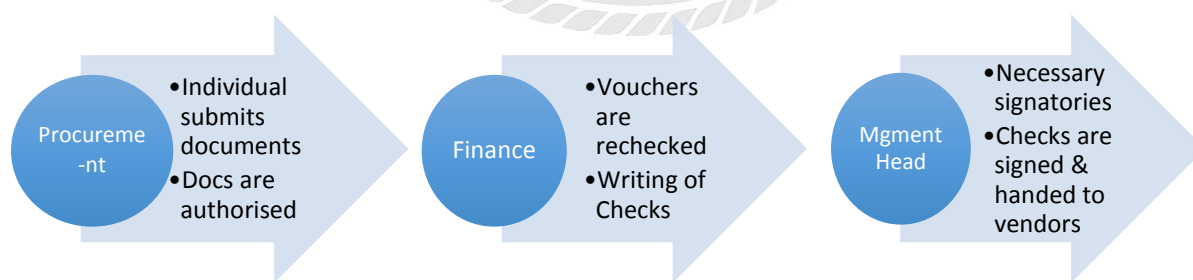 Procureme
-nt
•Individual
submits
documents
•Docs are
authorised
Finance
•Vouchers
are
rechecked
•Writing of
Checks
Mgment
Head
•Necessary
signatories
•Checks are
signed &
handed to
vendors